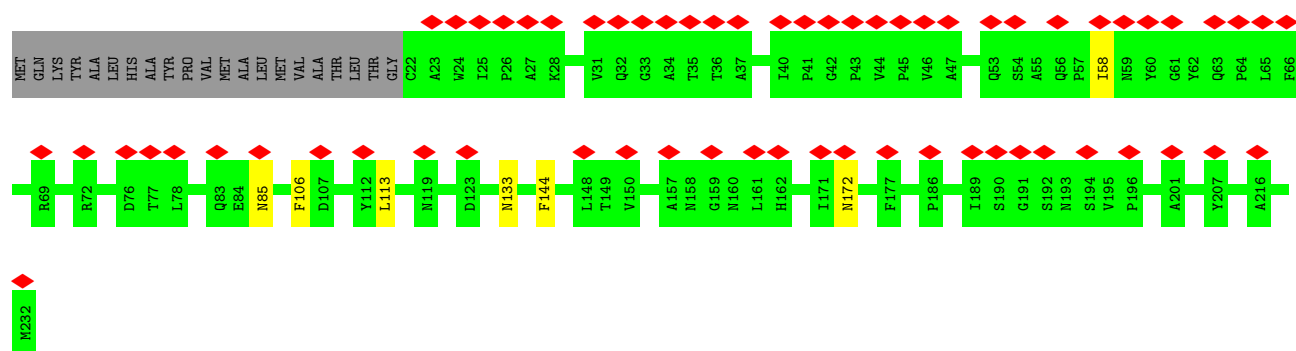 MET GLN LYS TYR ALA LEU HIS ALA TYR PRO VAL MET ALA LEU MET VAL ALA THR LEU THR GLY C22 A23 W24 I25 P26 A27 K28 V31 Q32 G33 A34 T35 T36 A37 I40 P41 G42 P43 V44 P45 V46 A47 Q53 S54 A55 Q56 P57 I58 N59 Y60 G61 Y62 Q63 P64 L65 F66
R69 R72 D76 T77 L78 Q83 E84 N85 F106 D107 Y112 L113 N119 D123 N133 F144 L148 T149 V150 A157 N158 G159 N160 L161 H162 I171 N172 F177 P186 I189 S190 G191 S192 N193 S194 V195 P196 A201 Y207 A216
M232